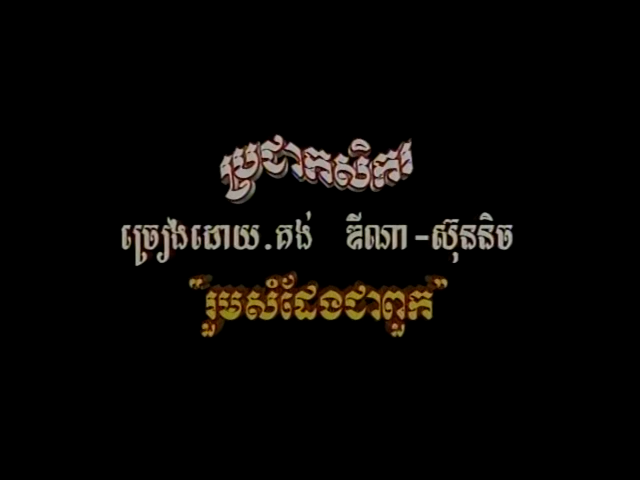 ប្រជាកសិករ
ច្រៀងដោយ.គង់ ឌីណា-ស៊ុននិច
"រួមសំដែងជាពួក"